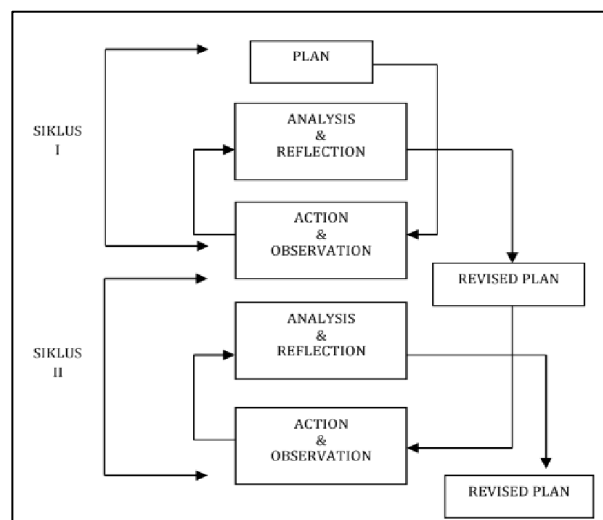 PLAN
SIKLUS
I
ANALYSIS
&
REFLECTION
ACTION
&
OBSERVATION
REVISED PLAN
SIKLUS
II
ANALYSIS
&
REFLECTION
ACTION
&
OBSERVATION
REVISED PLAN